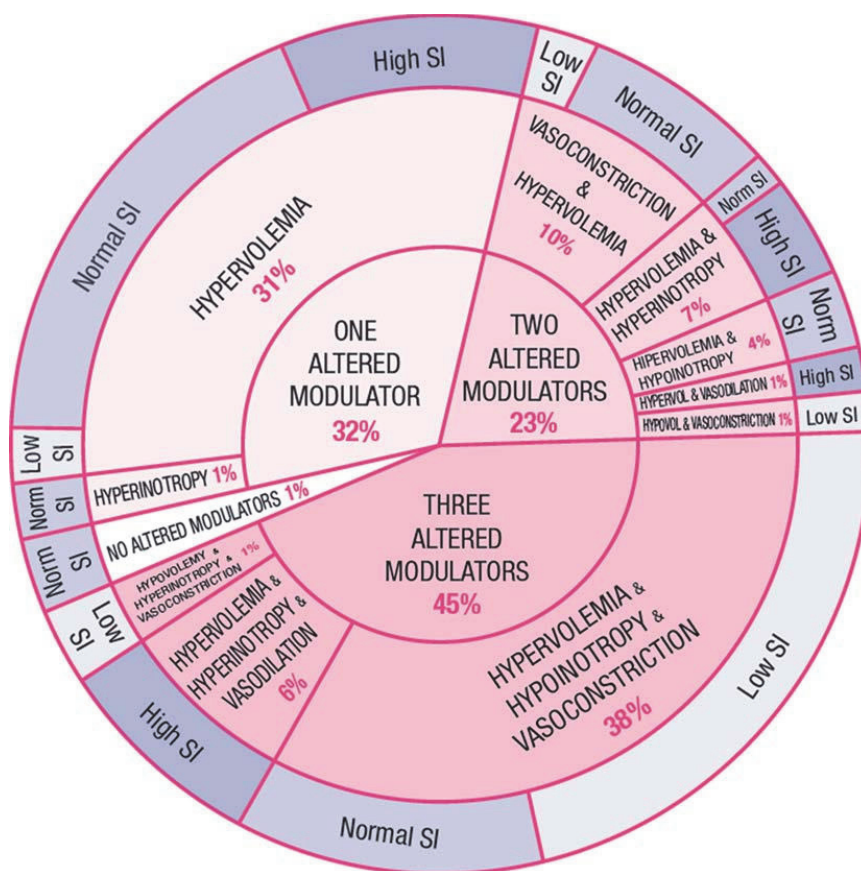 High SI
Low
SI
Normal SI
Norm SI
High SI
Norm
SI
High SI
Low SI
Low SI
Normal SI
High SI
Low
SI
Norm
SI
Norm
SI
Low
SI
Normal SI
HYPERVOLEMIA
31%
VASOCONSTRICTION
&
HYPERVOLEMIA
10%
HYPERVOLEMIA &
HYPERINOTROPY
7%
HIPERVOLEMIA &
HYPOINOTROPY 4%
HYPERVOL & VASODILATION 1%
HYPOVOL & VASOCONSTRICTION 1%
ONE
ALTERED
MODULATOR
32%
TWO
ALTERED
MODULATORS
23%
HYPERINOTROPY 1%
NO ALTERED MODULATORS 1%
THREE
ALTERED
MODULATORS
45%
HYPOVOLEMY &
HYPERINOTROPY &
VASOCONSTRICTION 1%
HYPERVOLEMIA &
HYPERINOTROPY &
VASODILATION
6%
HYPERVOLEMIA &
HYPOINOTROPY &
VASOCONSTRICTION
38%